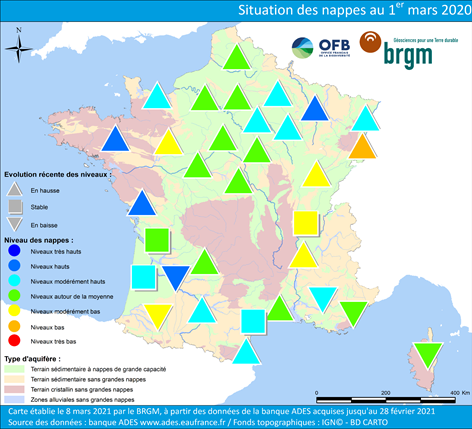 Situation des nappes au 1er mars 2020
OFB
OFFICE FRANÇAIS
DE LA BIODIVERSITÉ
Géosciences pour une Terre durable
brgm
N
Evolution récente des niveaux :
En hausse
Stable
En baisse
Niveau des nappes :
Niveaux très hauts
Niveaux hauts
Niveaux modérément hauts
Niveaux autour de la moyenne
Niveaux modérément bas
Niveaux bas
Niveaux très bas
Type d'aquifère :
Terrain sédimentaire à nappes de grande capacité
Terrain sédimentaire sans grandes nappes
Terrain cristallin sans grandes nappes
Zones alluviales sans grandes nappes
0 100 200 300 400 Km
Carte établie le 8 mars 2021 par le BRGM, à partir des données de la banque ADES acquises jusqu'au 28 février 2021
Source des données : banque ADES www.ades.eaufrance.fr / Fonds topographiques : IGN© - BD CARTO